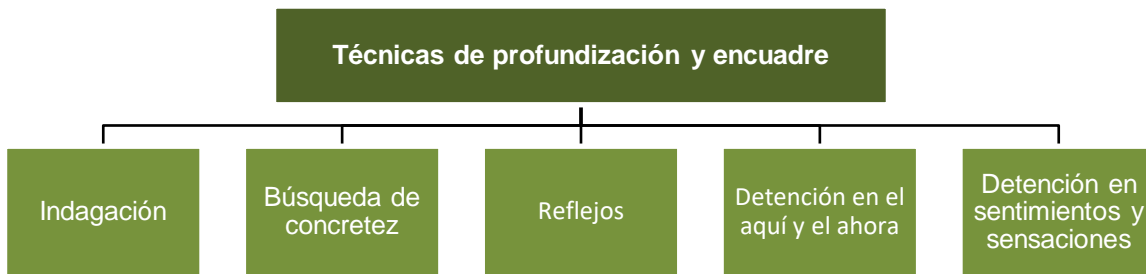 Técnicas de profundización y encuadre
Indagación
Búsqueda de
concretez
Reflejos
Detención en el
aquí y el ahora
Detención en
sentimientos y
sensaciones